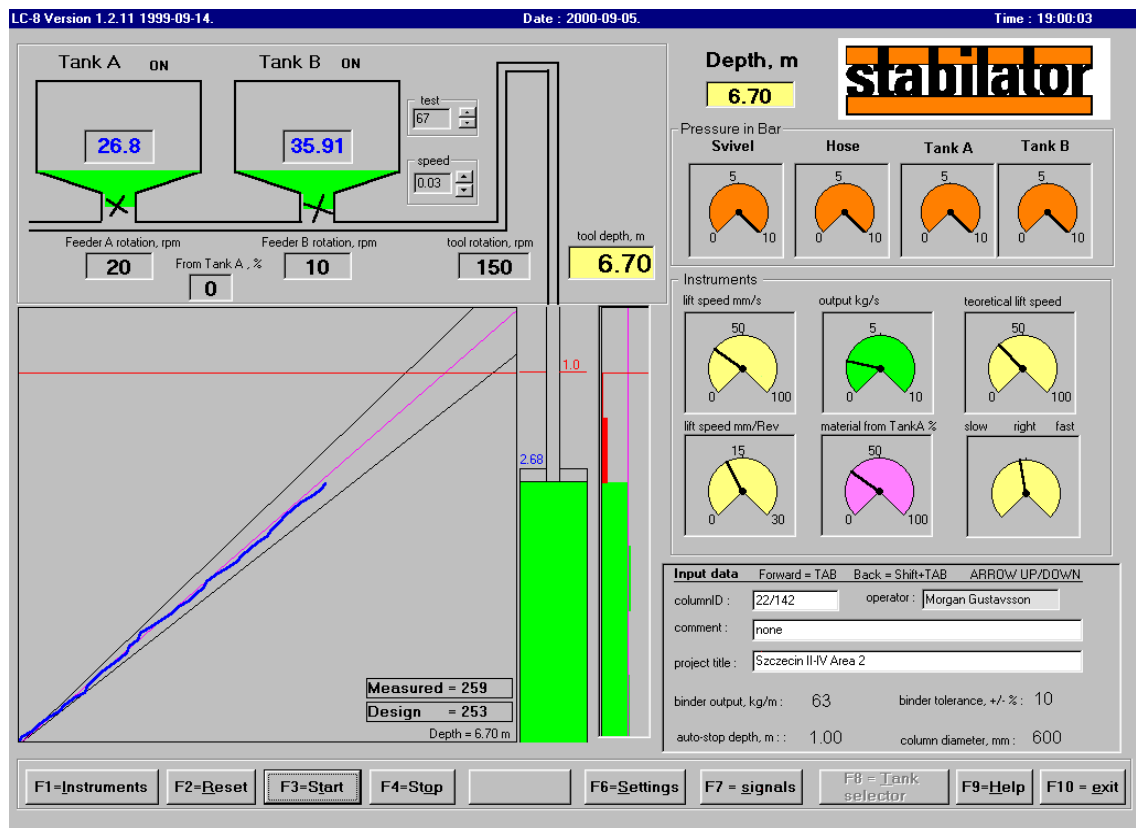 LC-8 Version 1.2.11 1999-09-14. Date : 2000-09-05. Time : 19:00:03
Tank A ON
Tank B ON
26.8
35.91
test
67
speed
0.03
Feeder A rotation, rpm
20
From Tank A , %
0
Feeder B rotation, rpm
10
tool rotation, rpm
150
tool depth, m
6.70
Depth, m
6.70
stabilator
Pressure in Bar
Svivel Hose Tank A Tank B
5 5 5 5
0 10 0 10 0 10 0 10
Instruments
lift speed mm/s output kg/s teoretical lift speed
50 5 50
0 100 0 10 0 100
lift speed mm/Rev material from TankA % slow right fast
15 50
0 30 0 100
1.0
2.68
Measured = 259
Design = 253
Depth = 6.70 m
Input data Forward = TAB Back = Shift+TAB ARROW UP/DOWN
columnID : 22/142 operator : Morgan Gustavsson
comment : none
project title : Szczecin II-IV Area 2
binder output, kg/m : 63 binder tolerance, +/- % : 10
auto-stop depth, m : : 1.00 column diameter, mm : 600
F1=Instruments F2=Reset F3=Start F4=Stop F6=Settings F7 = signals F8 = Tank selector F9=Help F10 = exit